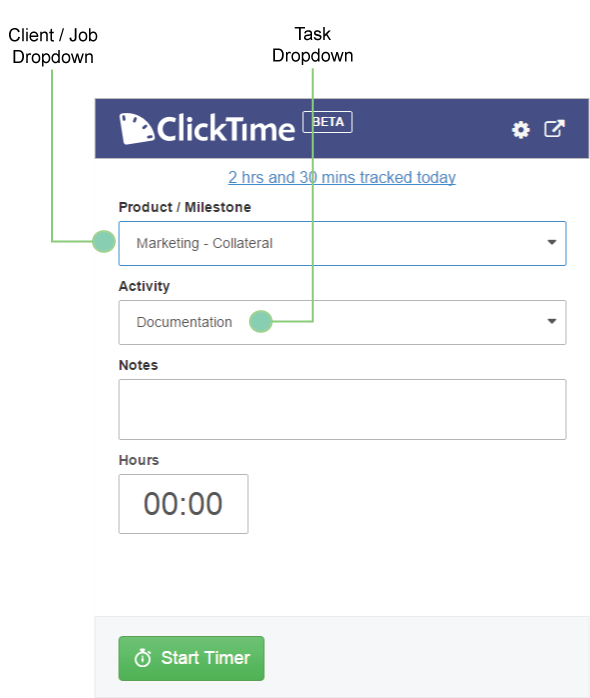 Client / Job
Dropdown
Task
Dropdown
ClickTime BETA
2 hrs and 30 mins tracked today
Product / Milestone
Marketing - Collateral
Activity
Documentation
Notes
Hours
00:00
Start Timer